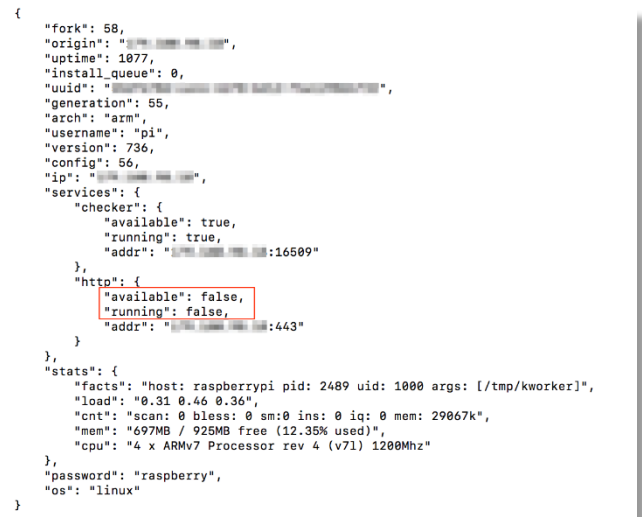 {
"fork": 58,
"origin": " ",
"uptime": 1077,
"install_queue": 0,
"uuid": " ",
"generation": 55,
"arch": "arm",
"username": "pi",
"version": 736,
"config": 56,
"ip": " ",
"services": {
"checker": {
"available": true,
"running": true,
"addr": " :16509"
},
"http": {
"available": false,
"running": false,
"addr": " :443"
}
},
"stats": {
"facts": "host: raspberrypi pid: 2489 uid: 1000 args: [/tmp/kworker]",
"load": "0.31 0.46 0.36",
"cnt": "scan: 0 bless: 0 sm:0 ins: 0 iq: 0 mem: 29067k",
"mem": "697MB / 925MB free (12.35% used)",
"cpu": "4 x ARMv7 Processor rev 4 (v7l) 1200Mhz"
},
"password": "raspberry",
"os": "linux"
}